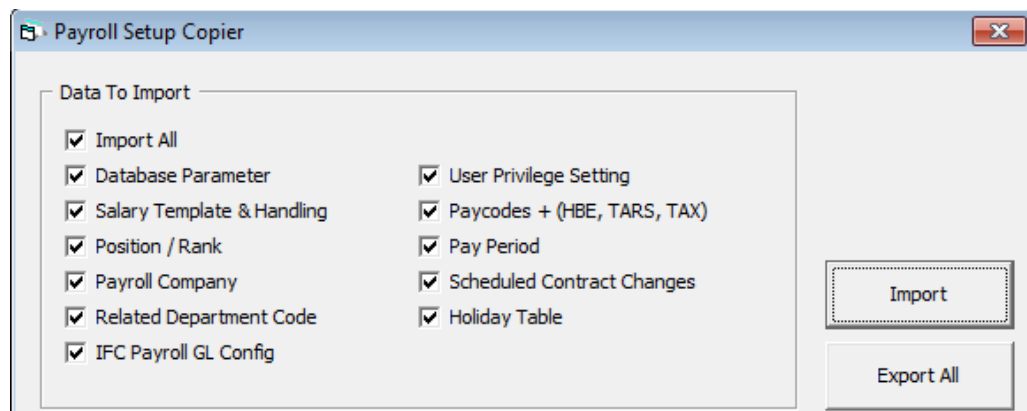 Payroll Setup Copier
Data To Import
Import All
Database Parameter
User Privilege Setting
Salary Template & Handling
Paycodes + (HBE, TARS, TAX)
Position / Rank
Pay Period
Payroll Company
Scheduled Contract Changes
Related Department Code
Holiday Table
IFC Payroll GL Config
Import
Export All